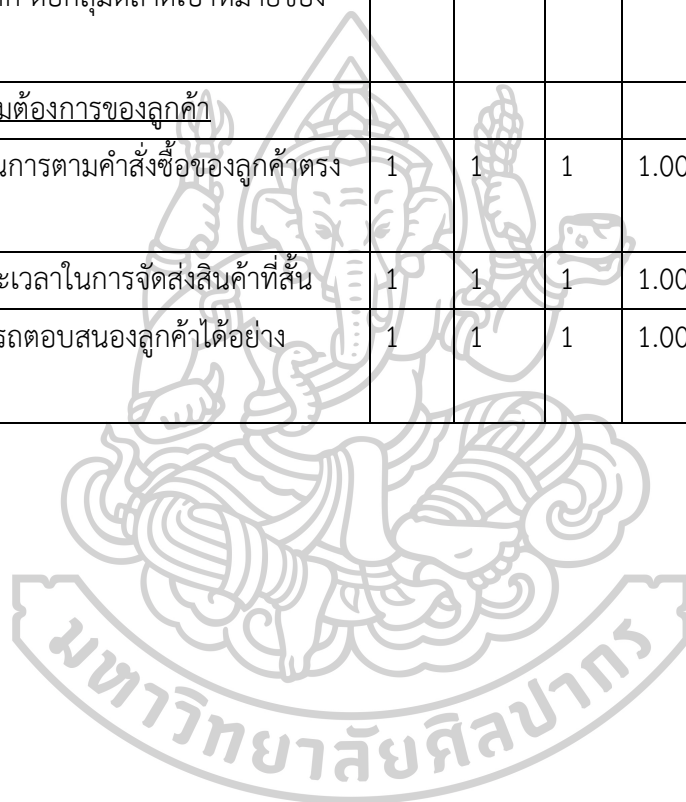 มต้องการของลูกค้า
นการตามคำสั่งซื้อของลูกค้าตรง 1 1 1 1.00
ะเวลาในการจัดส่งสินค้าที่สั้น 1 1 1 1.00
รถตอบสนองลูกค้าได้อย่าง 1 1 1 1.00
มหาวิทยาลัยศิลปากร